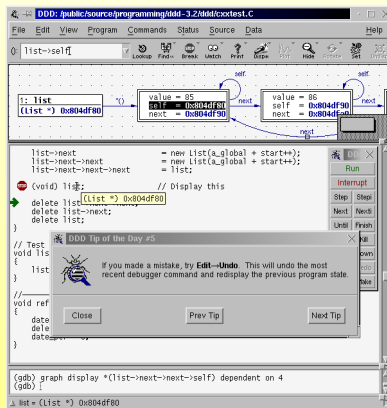 DDD: /public/source/programming/ddd-3.2/ddd/cxxtest.C
File Edit View Program Commands Status Source Data Help
(): list->self
Lookup Find» Break Watch Print Disp» Hide Rotate Set
1: list
(List *) 0x804df80
*()
value = 85
self = 0x804df80
next = 0x804df90
self
next
value = 86
self = 0x804df90
self
next
next
list->next = new List(a_global + start++);
list->next->next = new List(a_global + start++);
list->next->next->next = list;
(void) list; // Display this
(List *) 0x804df80
delete list
delete list->next;
delete list;
}
// Test
void lis
{
list
}
//
void ref
{
date
dele
date
}
DDD
Run
Interrupt
Step Stepi
Next Nexti
Until Finish
Kill
DDD Tip of the Day #5
If you made a mistake, try Edit→Undo. This will undo the most
recent debugger command and redisplay the previous program state.
Close Prev Tip Next Tip
(gdb) graph display *(list->next->next->self) dependent on 4
(gdb)
list = (List *) 0x804df80